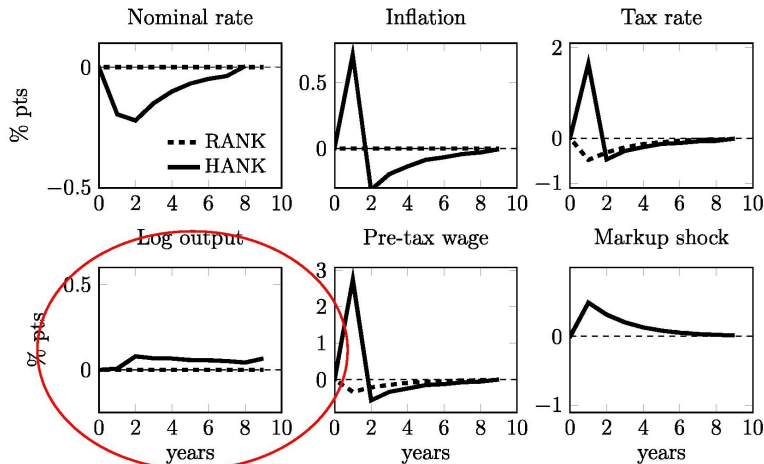 Nominal rate
Inflation
Tax rate
% pts
0
−0.5
RANK
HANK
0 2 4 6 8 10
0.5
0
0 2 4 6 8 10
2
0
−1
0 2 4 6 8 10
Log output
Pre-tax wage
Markup shock
% pts
0.5
0
0 2 4 6 8 10
years
3
2
1
0
0 2 4 6 8 10
years
0
−1
0 2 4 6 8 10
years